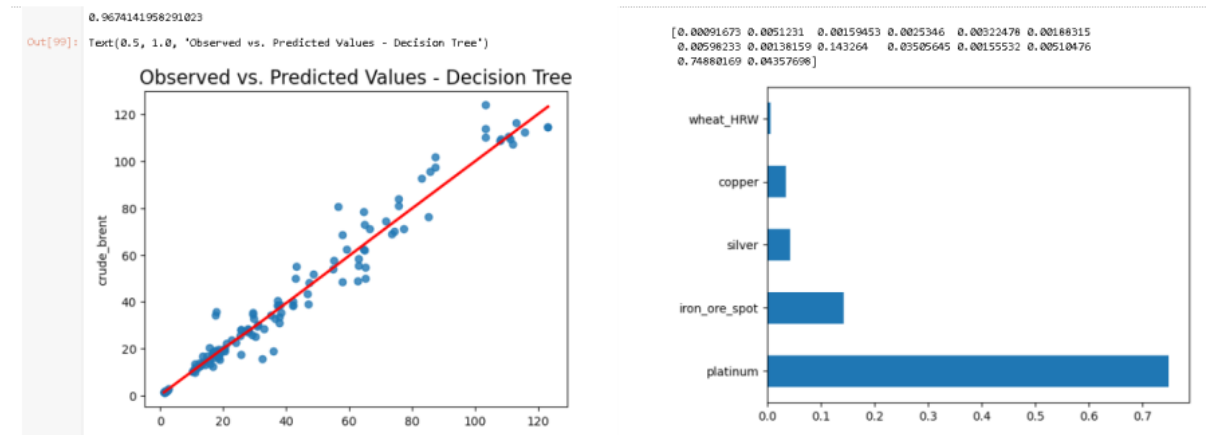 0.9674141958291023
Out[99]: Text(0.5, 1.0, 'Observed vs. Predicted Values - Decision Tree')
Observed vs. Predicted Values - Decision Tree
120
100
80
60
40
20
0
crude_brent
0 20 40 60 80 100 120
[0.00091673 0.0051231 0.00159453 0.0025346 0.00322478 0.00188315
0.00598233 0.00138159 0.143264 0.03505645 0.00155532 0.00510476
0.74880169 0.04357698]
wheat_HRW
copper
silver
iron_ore_spot
platinum
0.0 0.1 0.2 0.3 0.4 0.5 0.6 0.7